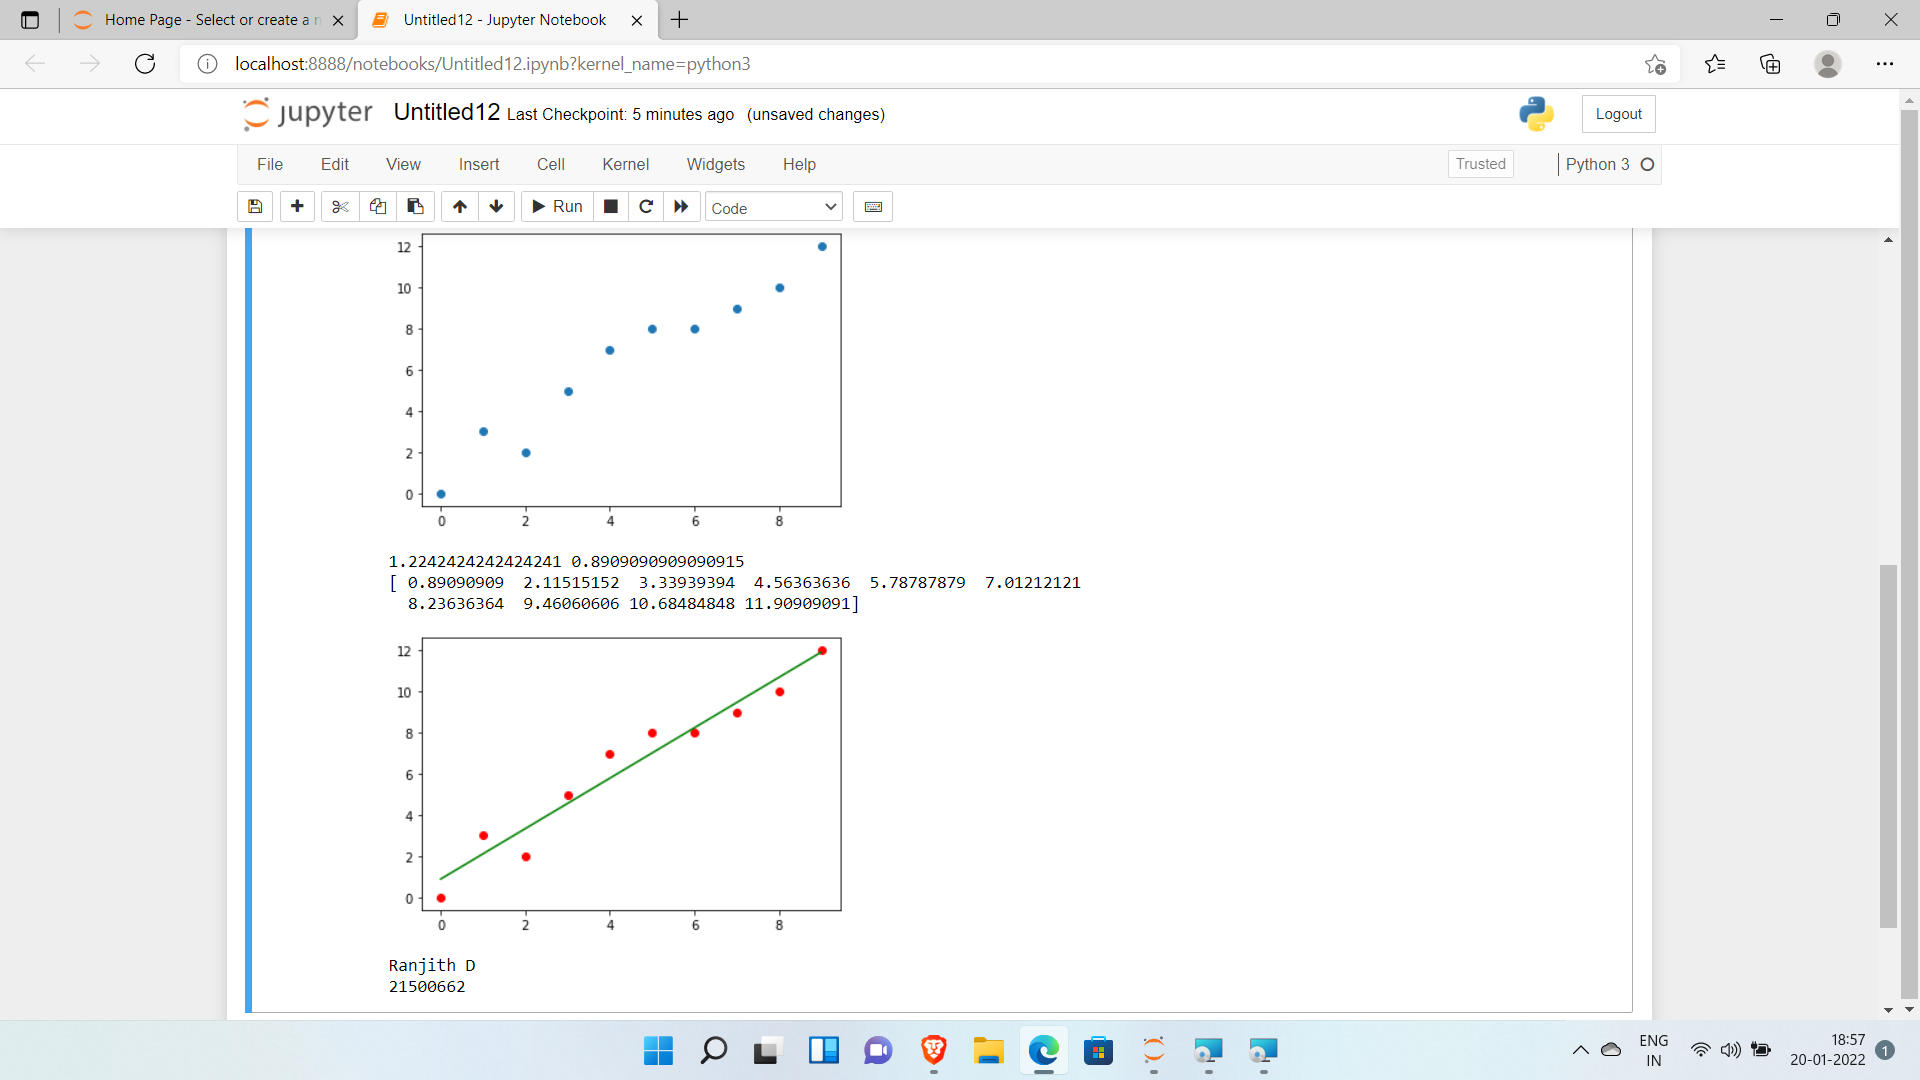 Home Page - Select or create a n
Untitled12 - Jupyter Notebook
localhost:8888/notebooks/Untitled12.ipynb?kernel_name=python3
jupyter Untitled12 Last Checkpoint: 5 minutes ago (unsaved changes)
Logout
File Edit View Insert Cell Kernel Widgets Help
Trusted
Python 3
Run
Code
12
10
8
6
4
2
0
0 2 4 6 8
1.2242424242424241 0.8909090909090915
[ 0.89090909 2.11515152 3.33939394 4.56363636 5.78787879 7.01212121
8.23636364 9.46060606 10.68484848 11.90909091]
12
10
8
6
4
2
0
0 2 4 6 8
Ranjith D
21500662
ENG
IN
18:57
20-01-2022
1